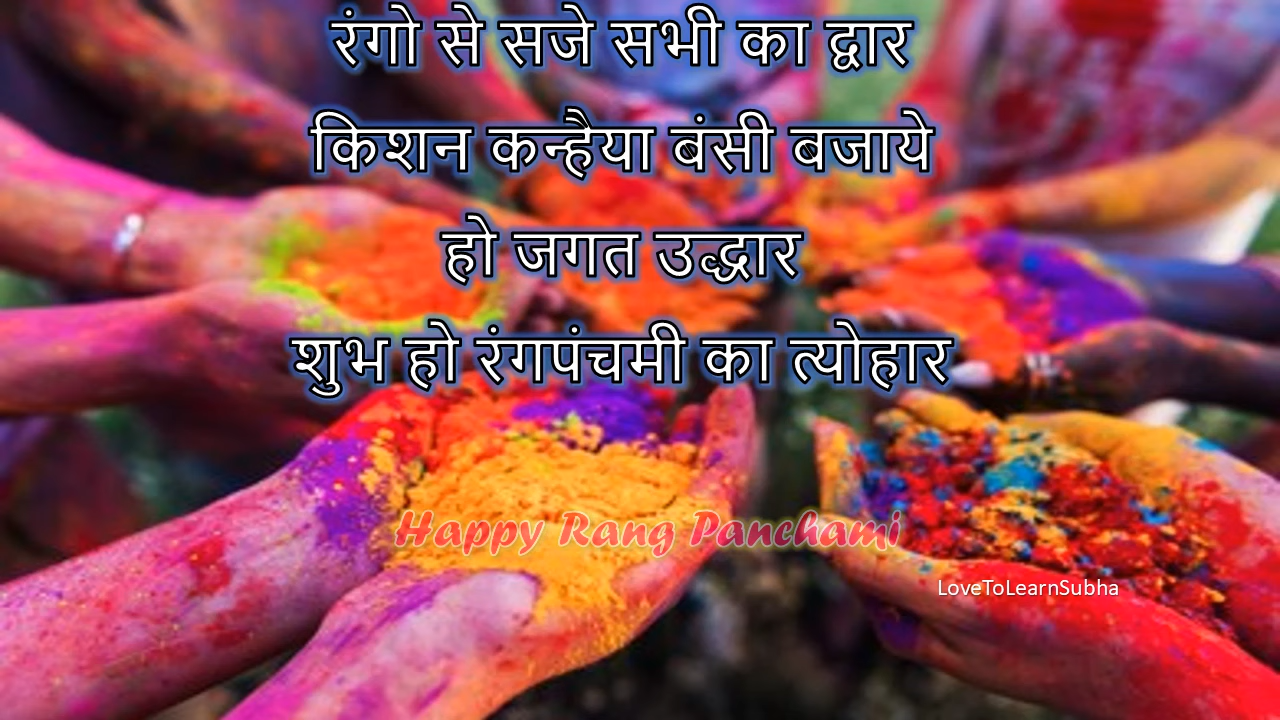 रंगो से सजे सभी का द्वार
किशन कन्हैया बंसी बजाये
हो जगत उद्धार
शुभ हो रंगपंचमी का त्योहार
Happy Rang Panchami
LoveToLearnSubha